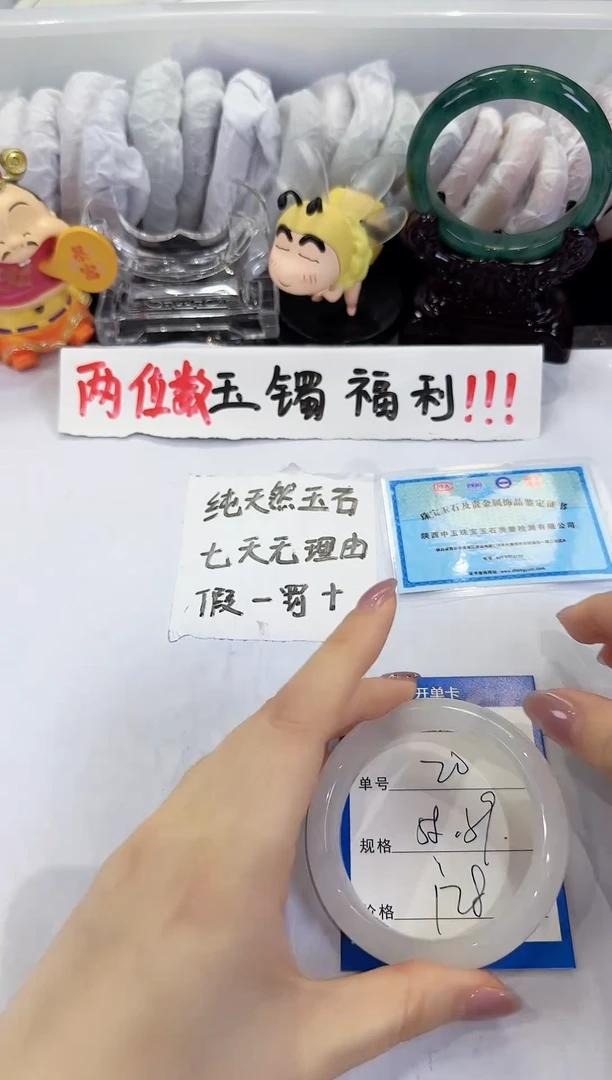 两位数玉镯福利!!!
纯天然玉石
七天无理由
假一罚十
珠宝玉石及贵金属饰品鉴定证书
陕西中玉珠宝玉石质量检测有限公司
开单卡
单号 20
规格
价格 128